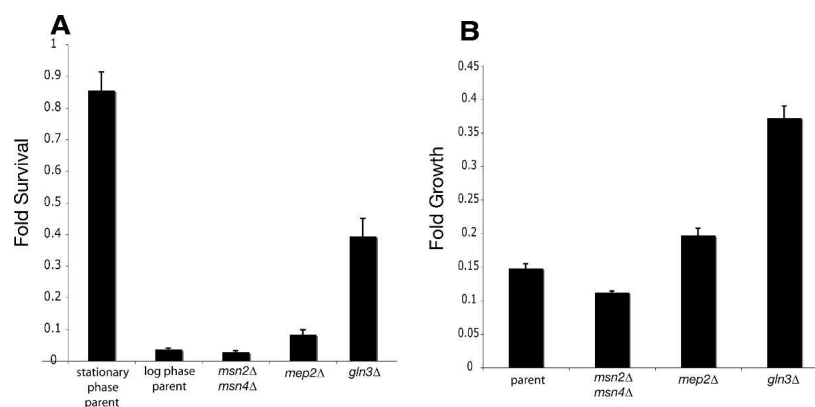 A
Fold Survival
1
0.9
0.8
0.7
0.6
0.5
0.4
0.3
0.2
0.1
0
stationary
phase
parent
log phase
parent
msn2Δ
msn4Δ
mep2Δ
gln3Δ
B
Fold Growth
0.45
0.4
0.35
0.3
0.25
0.2
0.15
0.1
0.05
0
parent
msn2Δ
msn4Δ
mep2Δ
gln3Δ